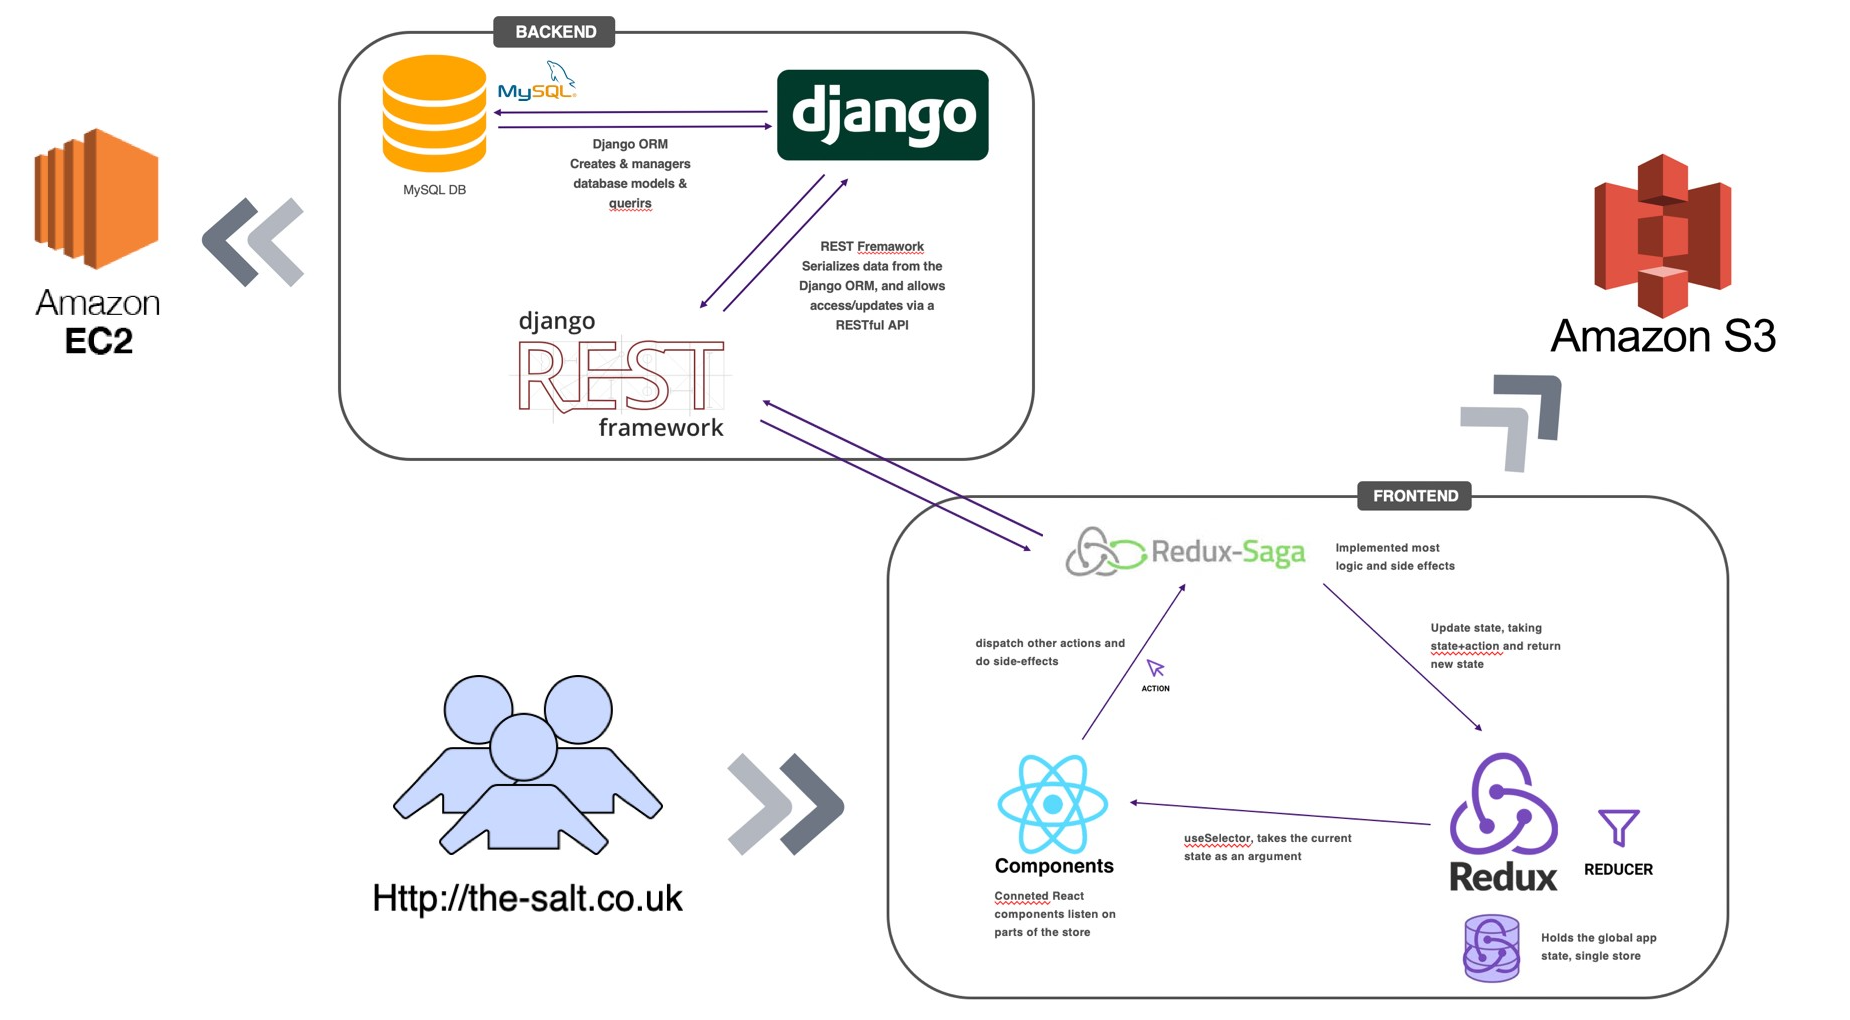 BACKEND
MySQL
django
Django ORM
Creates & managers
database models &
querirs
MySQL DB
Amazon
EC2
REST Fremawork
Serializes data from the
Django ORM, and allows
access/updates via a
RESTful API
django
REST
framework
Amazon S3
FRONTEND
Redux-Saga
Implemented most
logic and side effects
dispatch other actions and
do side-effects
ACTION
Update state, taking
state+action and return
new state
Components
Conneted React
components listen on
parts of the store
useSelector, takes the current
state as an argument
Redux
REDUCER
Holds the global app
state, single store
Http://the-salt.co.uk